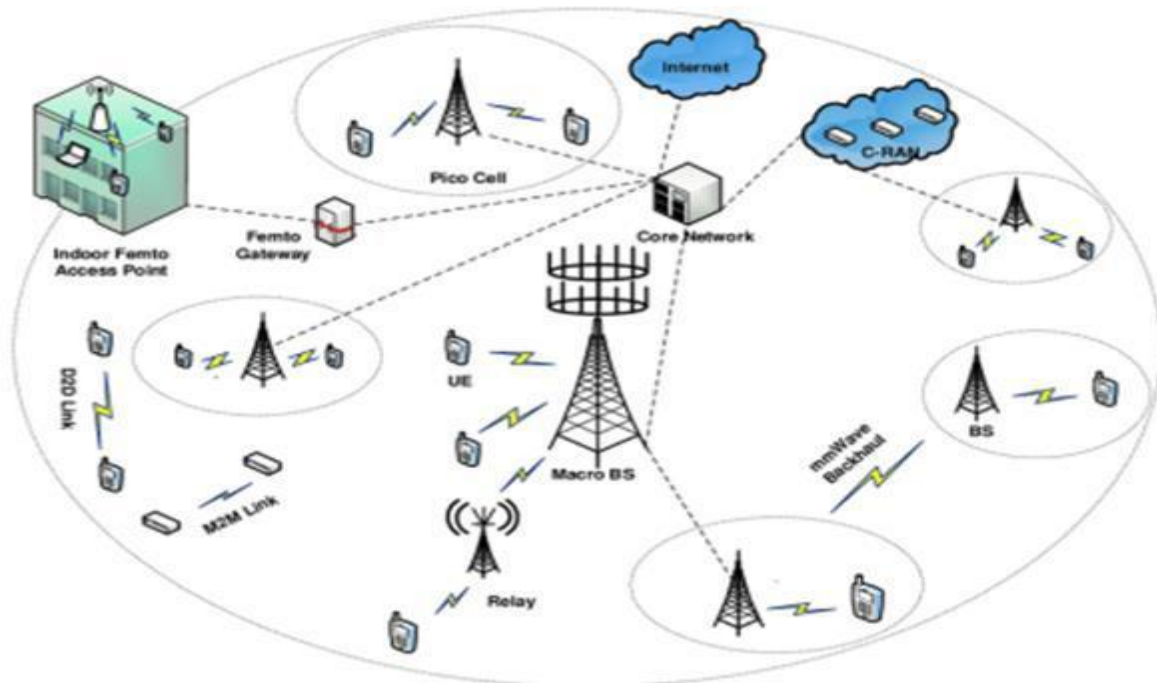 Internet
C-RAN
Pico Cell
Core Network
Femto
Gateway
Indoor Femto
Access Point
D2D Link
UE
BS
mmWave
Backhaul
Macro BS
M2M Link
Relay